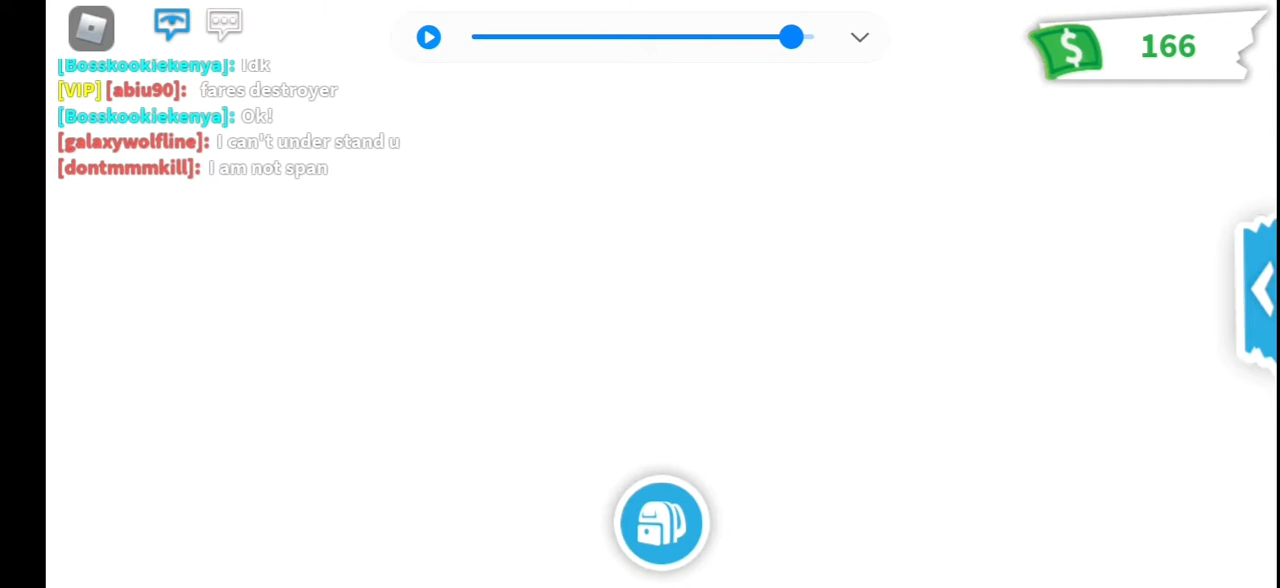 [Bosskookiekenya]: Idk
[VIP] [abiu90]: fares destroyer
[Bosskookiekenya]: Ok!
[galaxywolfline]: I can't under stand u
[dontmmmkill]: I am not span
166